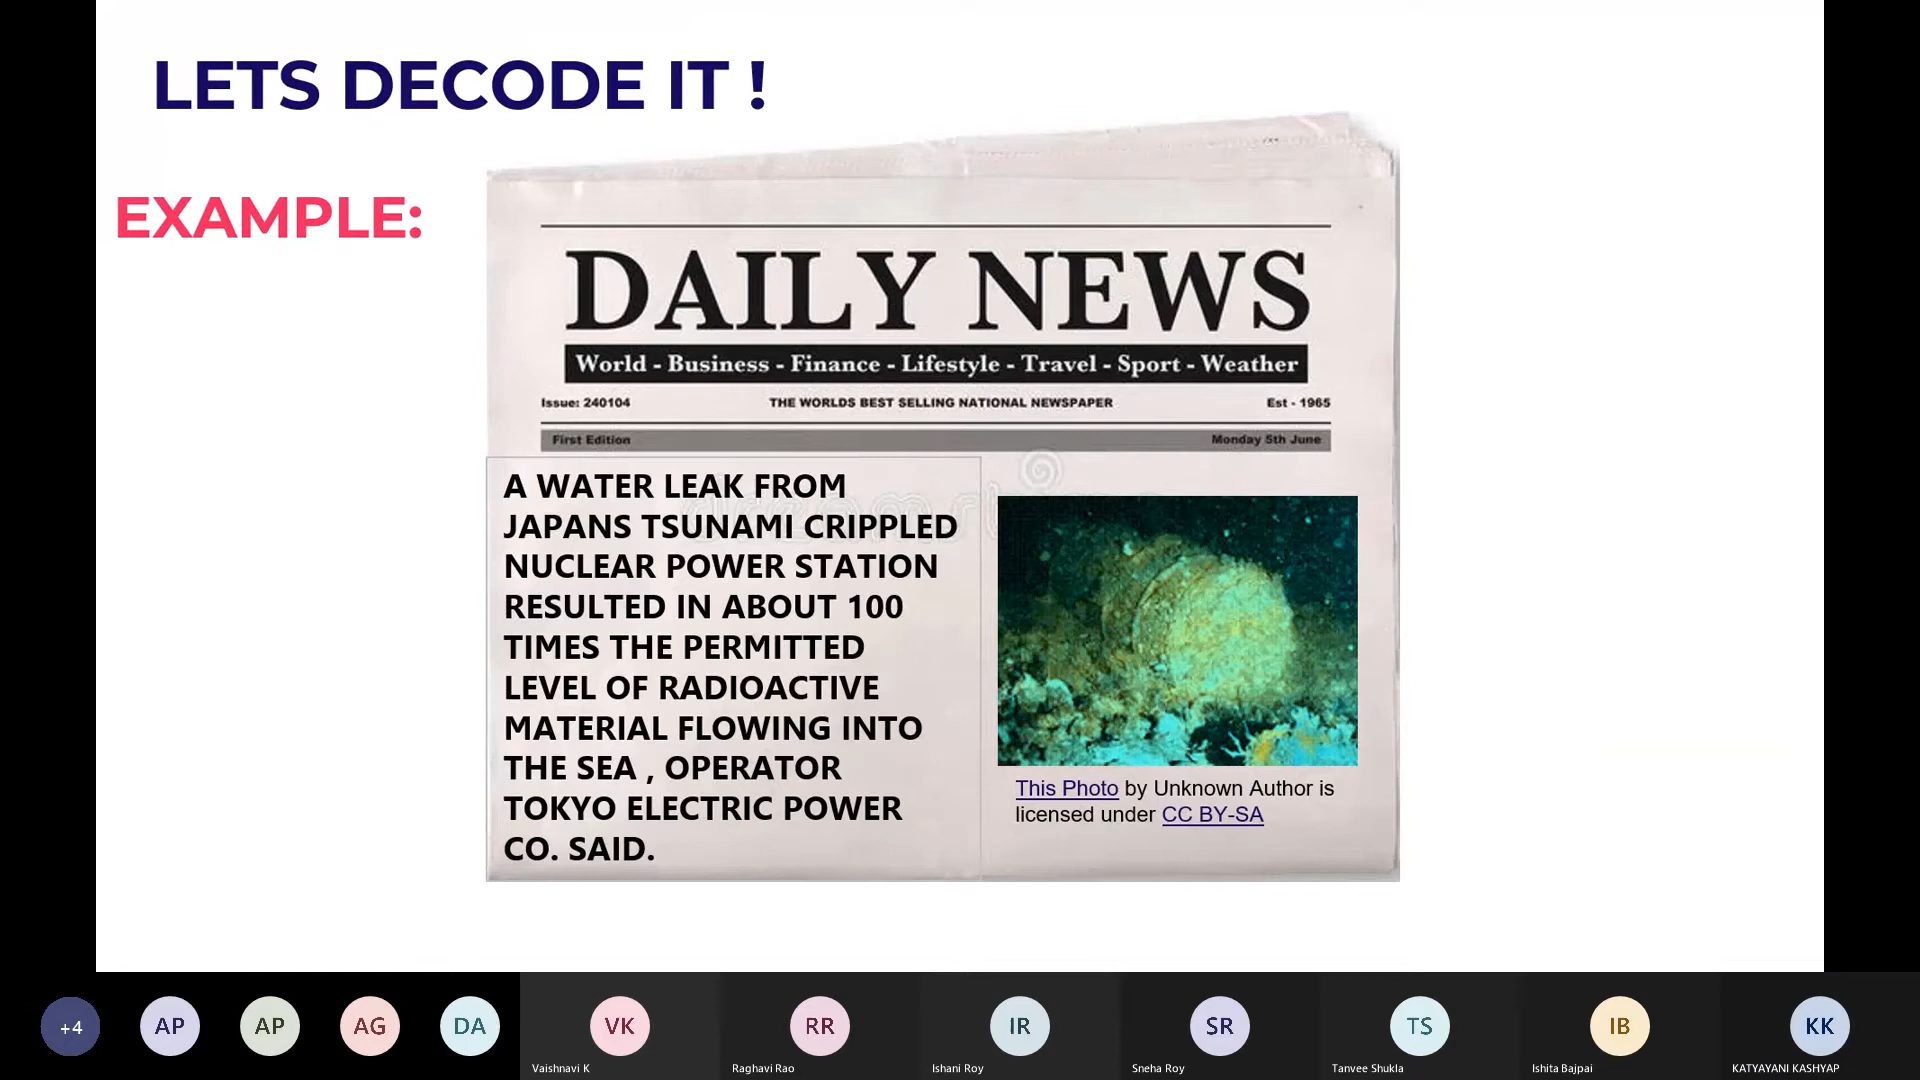 LETS DECODE IT !
EXAMPLE:
DAILY NEWS
World - Business - Finance - Lifestyle - Travel - Sport - Weather
Issue: 240104 THE WORLDS BEST SELLING NATIONAL NEWSPAPER Est - 1965
First Edition Monday 5th June
A WATER LEAK FROM
JAPANS TSUNAMI CRIPPLED
NUCLEAR POWER STATION
RESULTED IN ABOUT 100
TIMES THE PERMITTED
LEVEL OF RADIOACTIVE
MATERIAL FLOWING INTO
THE SEA , OPERATOR
TOKYO ELECTRIC POWER
CO. SAID.
This Photo by Unknown Author is
licensed under CC BY-SA
+4 AP AP AG DA VK RR IR SR TS IB KK
Vaishnavi K Raghavi Rao Ishani Roy Sneha Roy Tanvee Shukla Ishita Bajpai KATYAYANI KASHYAP